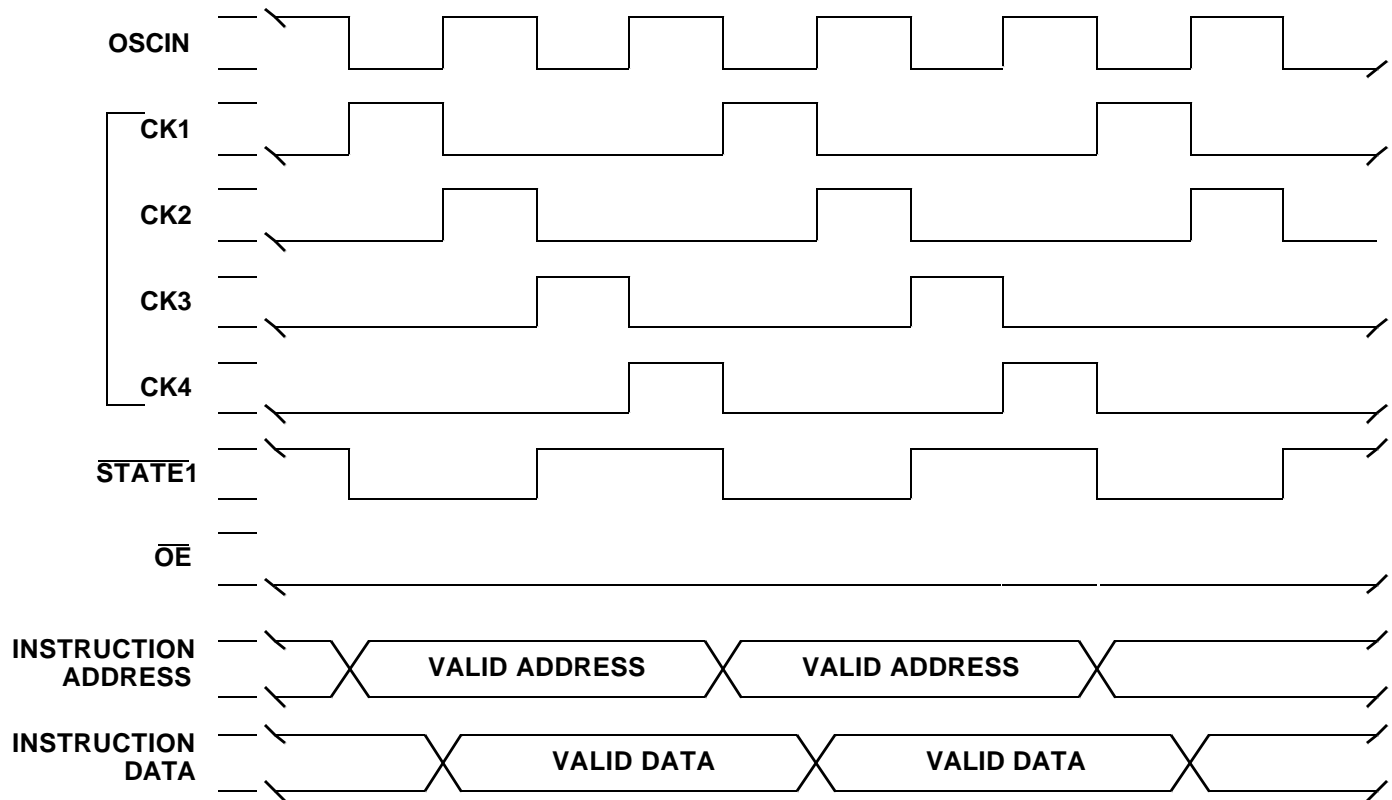 OSCIN
CK1
CK2
CK3
CK4
STATE1
OE
INSTRUCTION
ADDRESS
VALID ADDRESS
VALID ADDRESS
INSTRUCTION
DATA
VALID DATA
VALID DATA